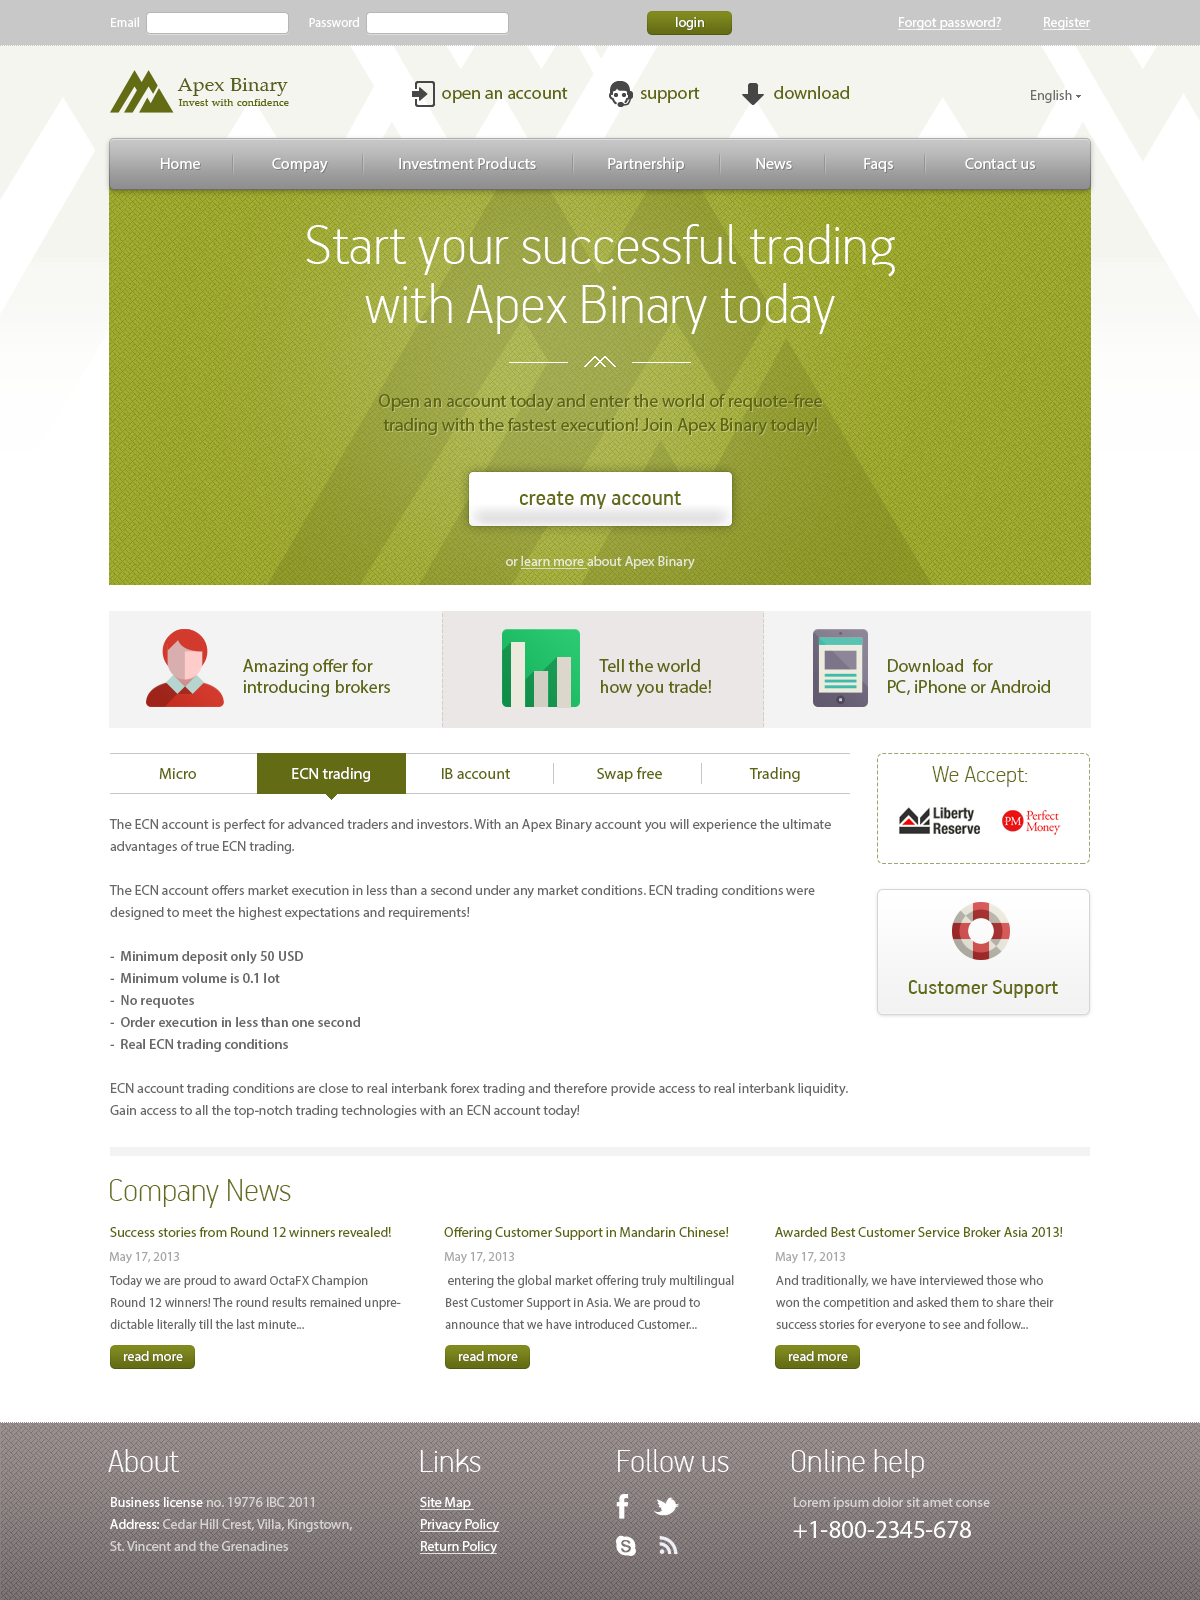 Email Password login Forgot password? Register
Apex Binary
Invest with confidence
open an account support download English
Home Compay Investment Products Partnership News Faqs Contact us
Start your successful trading
with Apex Binary today
Open an account today and enter the world of requote-free
trading with the fastest execution! Join Apex Binary today!
create my account
or learn more about Apex Binary
Amazing offer for
introducing brokers
Tell the world
how you trade!
Download for
PC, iPhone or Android
Micro ECN trading IB account Swap free Trading
The ECN account is perfect for advanced traders and investors. With an Apex Binary account you will experience the ultimate
advantages of true ECN trading.
The ECN account offers market execution in less than a second under any market conditions. ECN trading conditions were
designed to meet the highest expectations and requirements!
- Minimum deposit only 50 USD
- Minimum volume is 0.1 lot
- No requotes
- Order execution in less than one second
- Real ECN trading conditions
ECN account trading conditions are close to real interbank forex trading and therefore provide access to real interbank liquidity.
Gain access to all the top-notch trading technologies with an ECN account today!
We Accept:
Liberty
Reserve
PM Perfect
Money
Customer Support
Company News
Success stories from Round 12 winners revealed!
May 17, 2013
Today we are proud to award OctaFX Champion
Round 12 winners! The round results remained unpre-
dictable literally till the last minute...
read more
Offering Customer Support in Mandarin Chinese!
May 17, 2013
entering the global market offering truly multilingual
Best Customer Support in Asia. We are proud to
announce that we have introduced Customer...
read more
Awarded Best Customer Service Broker Asia 2013!
May 17, 2013
And traditionally, we have interviewed those who
won the competition and asked them to share their
success stories for everyone to see and follow...
read more
About
Business license no. 19776 IBC 2011
Address: Cedar Hill Crest, Villa, Kingstown,
St. Vincent and the Grenadines
Links
Site Map
Privacy Policy
Return Policy
Follow us
Online help
Lorem ipsum dolor sit amet conse
+1-800-2345-678